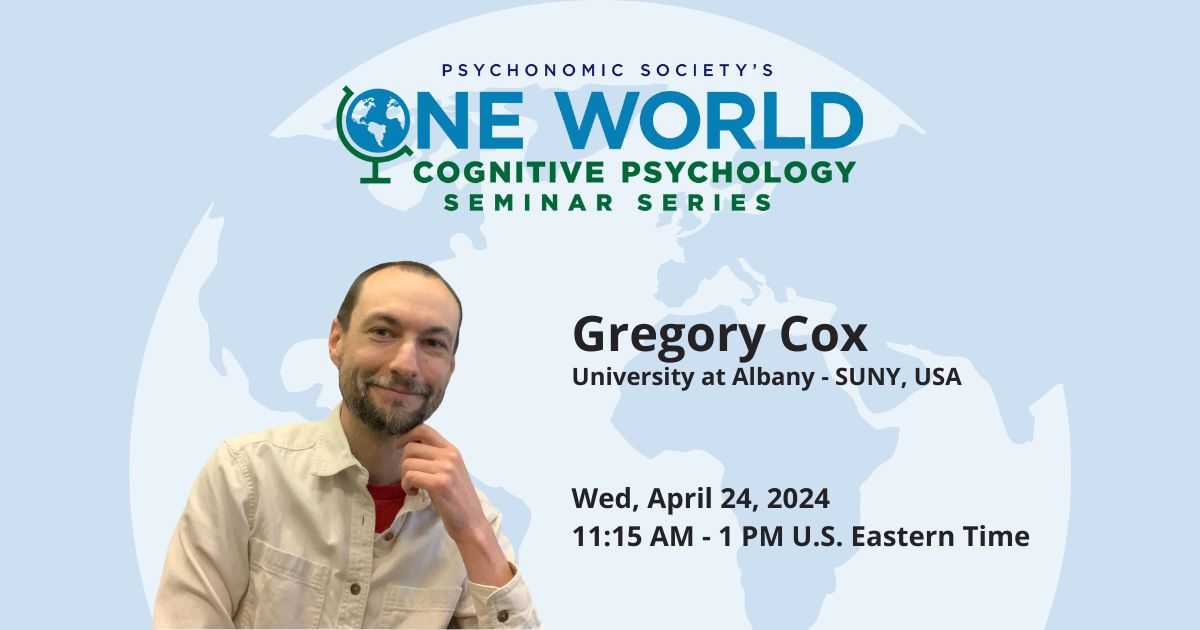 PSYCHONOMIC SOCIETY'S
ONE WORLD
COGNITIVE PSYCHOLOGY
SEMINAR SERIES
Gregory Cox
University at Albany - SUNY, USA
Wed, April 24, 2024
11:15 AM - 1 PM U.S. Eastern Time